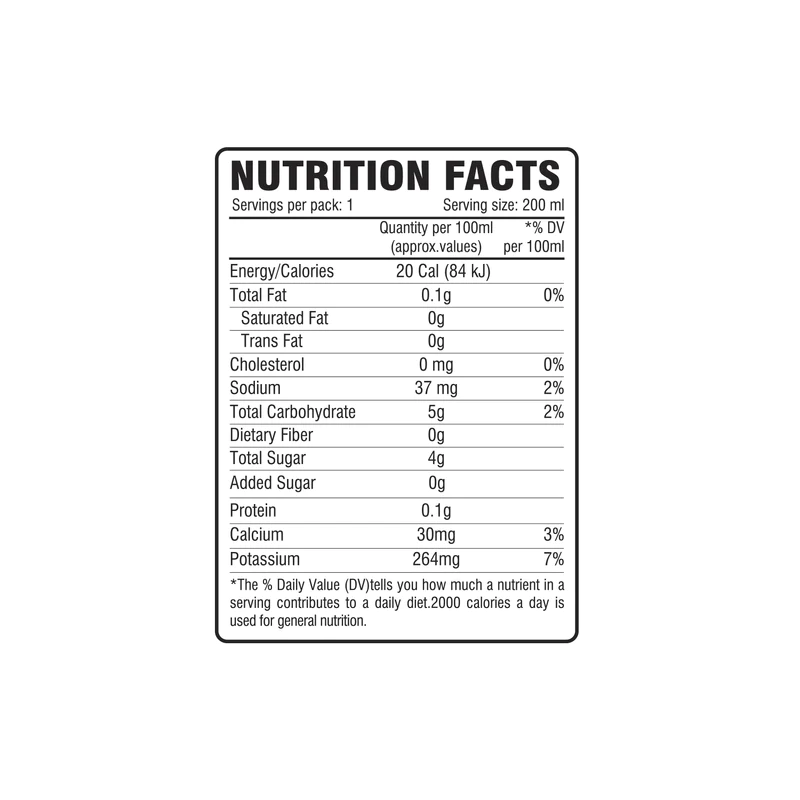 NUTRITION FACTS
Servings per pack: 1 Serving size: 200 ml
Quantity per 100ml *% DV
(approx.values) per 100ml
Energy/Calories 20 Cal (84 kJ)
Total Fat 0.1g 0%
Saturated Fat 0g
Trans Fat 0g
Cholesterol 0 mg 0%
Sodium 37 mg 2%
Total Carbohydrate 5g 2%
Dietary Fiber 0g
Total Sugar 4g
Added Sugar 0g
Protein 0.1g
Calcium 30mg 3%
Potassium 264mg 7%
*The % Daily Value (DV)tells you how much a nutrient in a
serving contributes to a daily diet.2000 calories a day is
used for general nutrition.